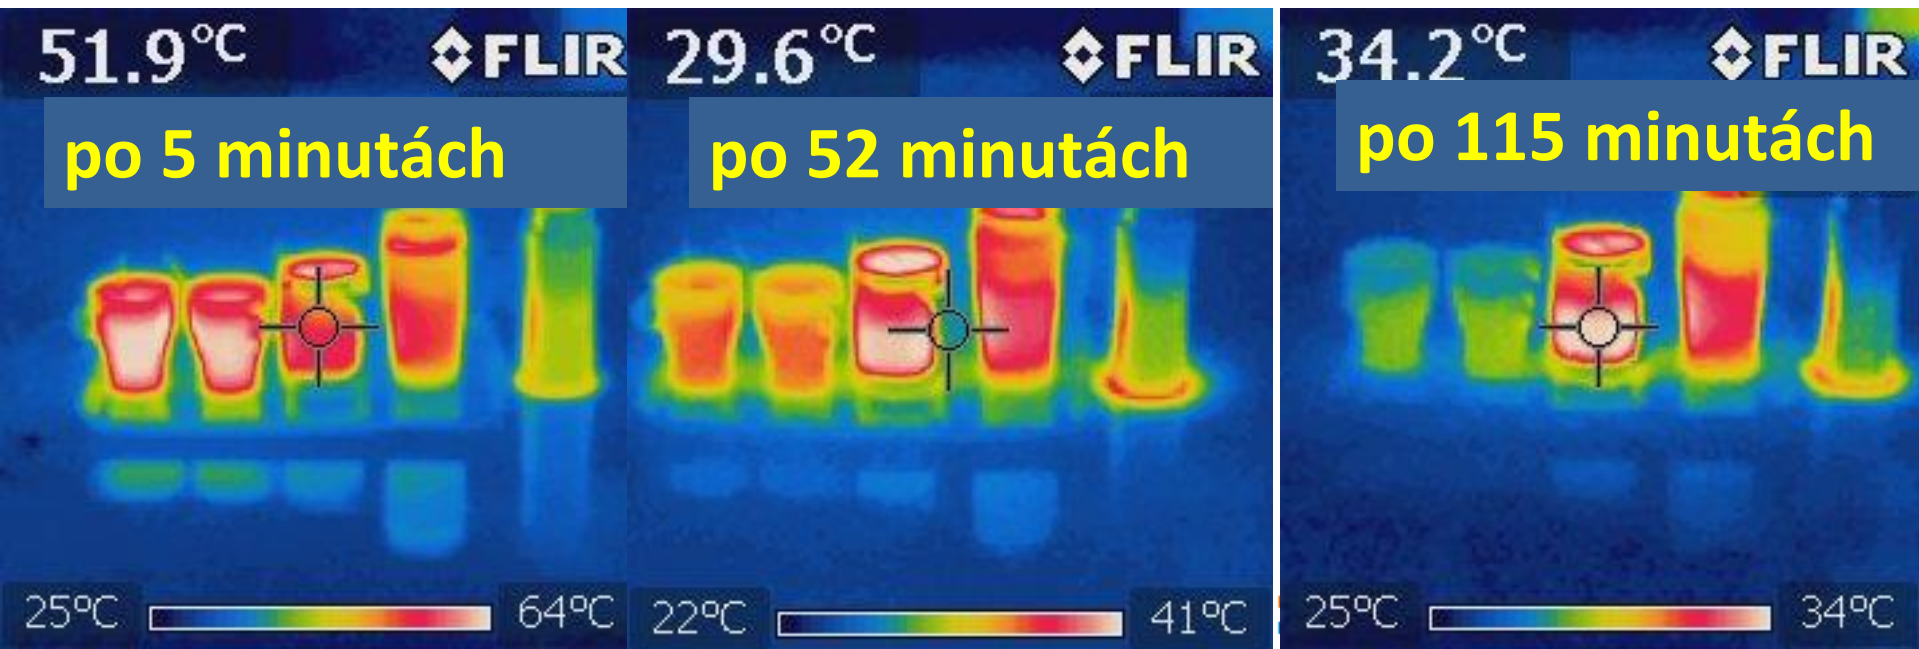 51.9°C FLIR
po 5 minutách
25°C 64°C
29.6°C FLIR
po 52 minutách
22°C 41°C
34.2°C FLIR
po 115 minutách
25°C 34°C